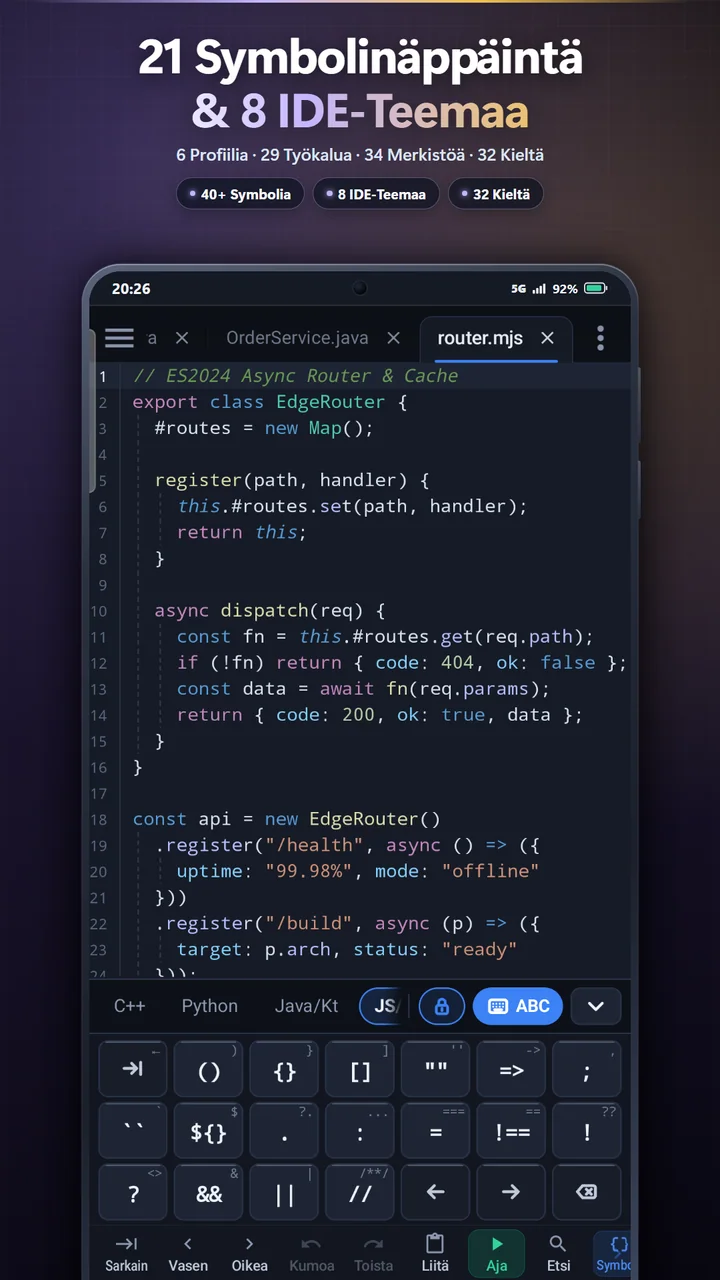 21 Symbolinäppäintä
& 8 IDE-Teemaa
6 Profiilia · 29 Työkalua · 34 Merkistöä · 32 Kieltä
40+ Symbolia
8 IDE-Teemaa
32 Kieltä
20:26
5G 92%
a
OrderService.java
router.mjs
1 // ES2024 Async Router & Cache
2 export class EdgeRouter {
3 #routes = new Map();
4
5 register(path, handler) {
6 this.#routes.set(path, handler);
7 return this;
8 }
9
10 async dispatch(req) {
11 const fn = this.#routes.get(req.path);
12 if (!fn) return { code: 404, ok: false };
13 const data = await fn(req.params);
14 return { code: 200, ok: true, data };
15 }
16 }
17
18 const api = new EdgeRouter()
19 .register("/health", async () => ({
20 uptime: "99.98%", mode: "offline"
21 }))
22 .register("/build", async (p) => ({
23 target: p.arch, status: "ready"
24 }));
C++ Python Java/Kt JS/ ABC
← ) } ] '' -> ,
→| () {} [] "" => ;
` $ ?. ... === == ??
`` ${} . : = !== !
<> & | /**/
? && || // ← →
Sarkain Vasen Oikea Kumoa Toista Liitä Aja Etsi {} Symbo